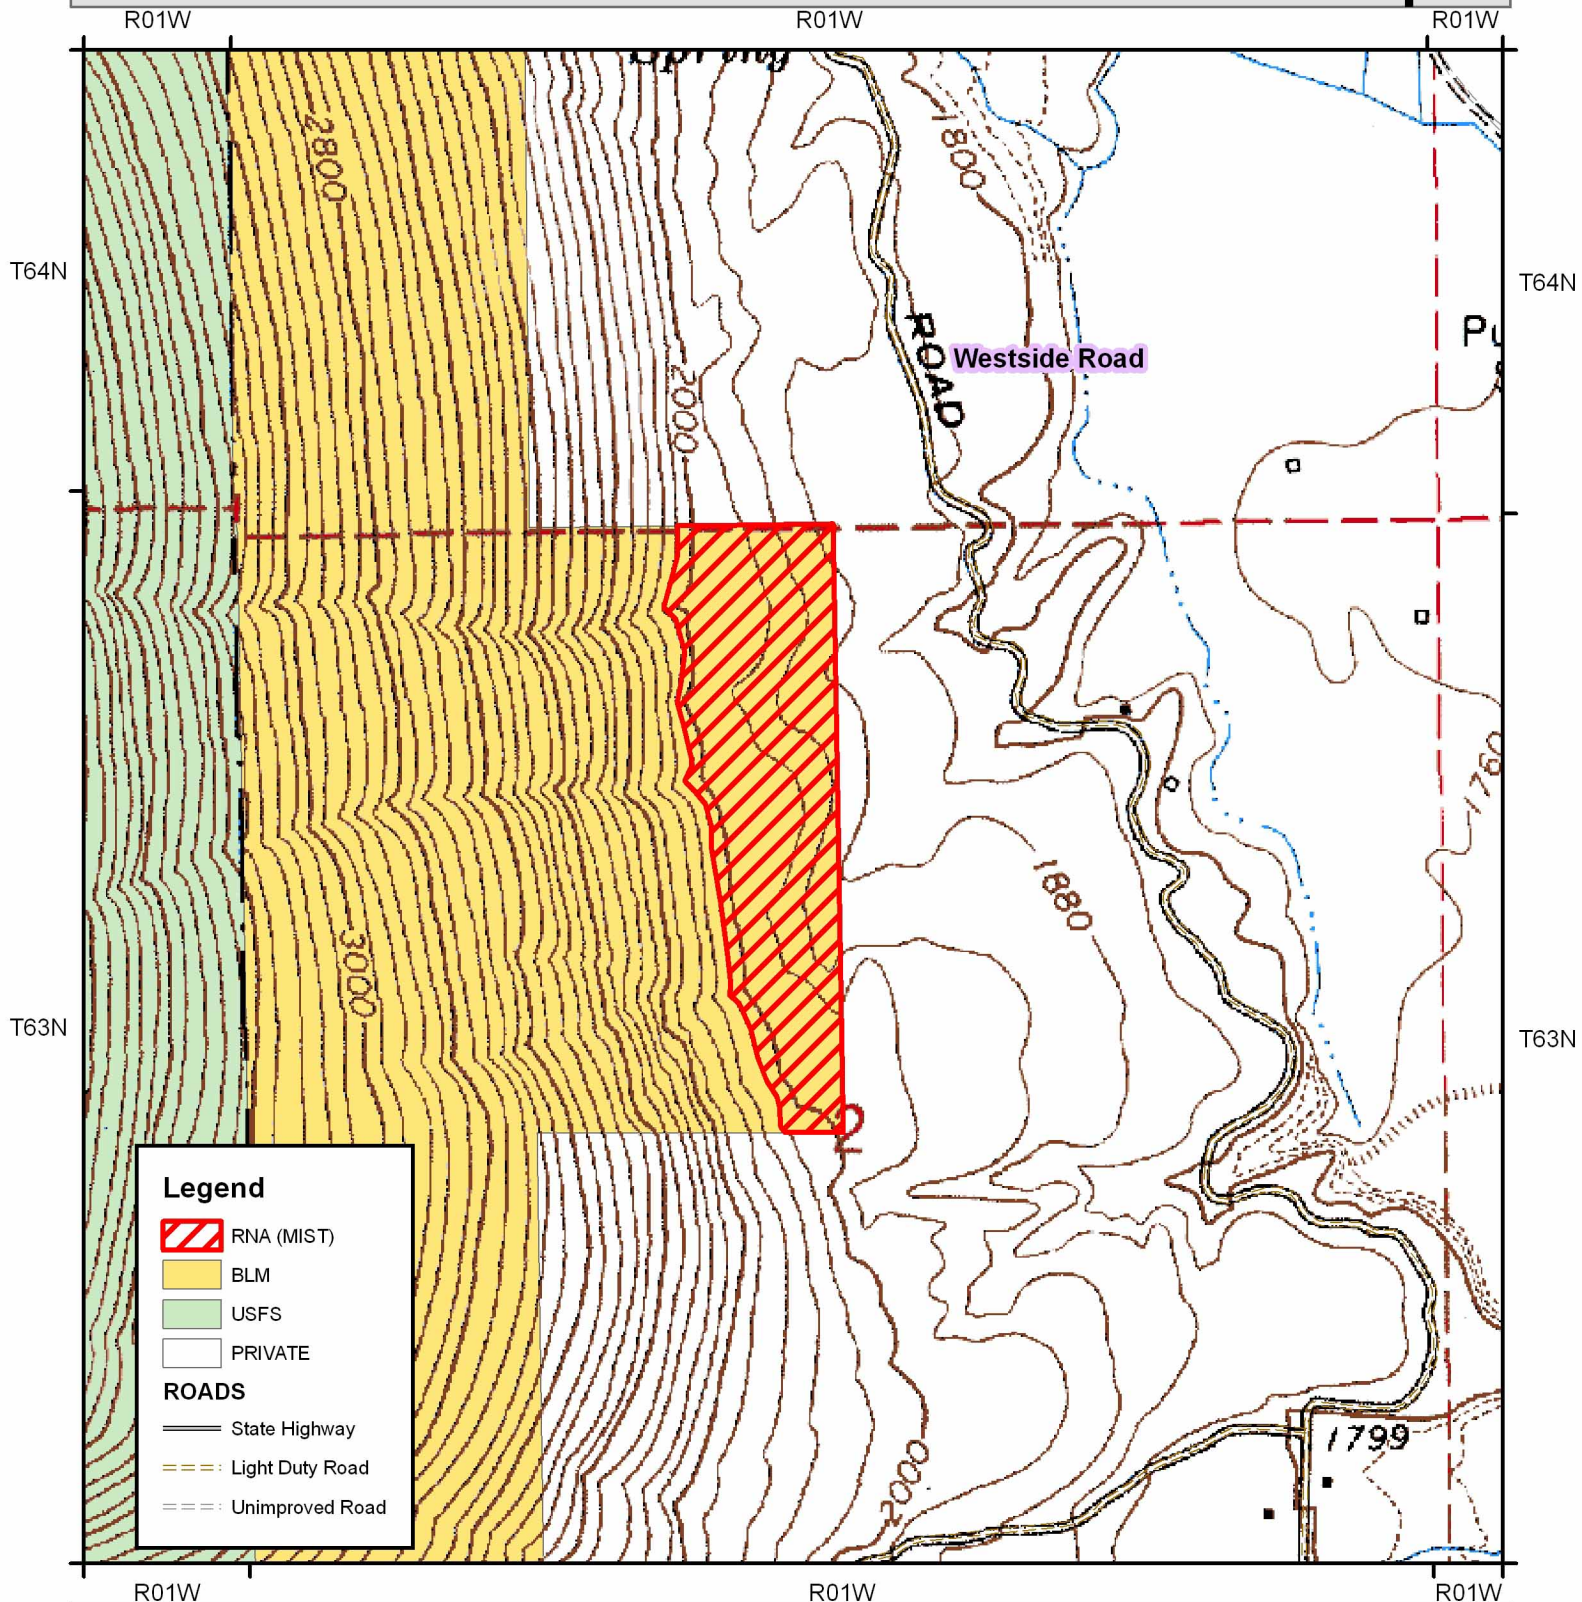 R01W R01W R01W
Spring
1800
2800
T64N T64N
ROAD
Westside Road
2000
1760
1880
3000
T63N T63N
2
Legend
RNA (MIST)
BLM
USFS
PRIVATE
ROADS
State Highway
Light Duty Road
Unimproved Road
1799
2000
R01W R01W R01W